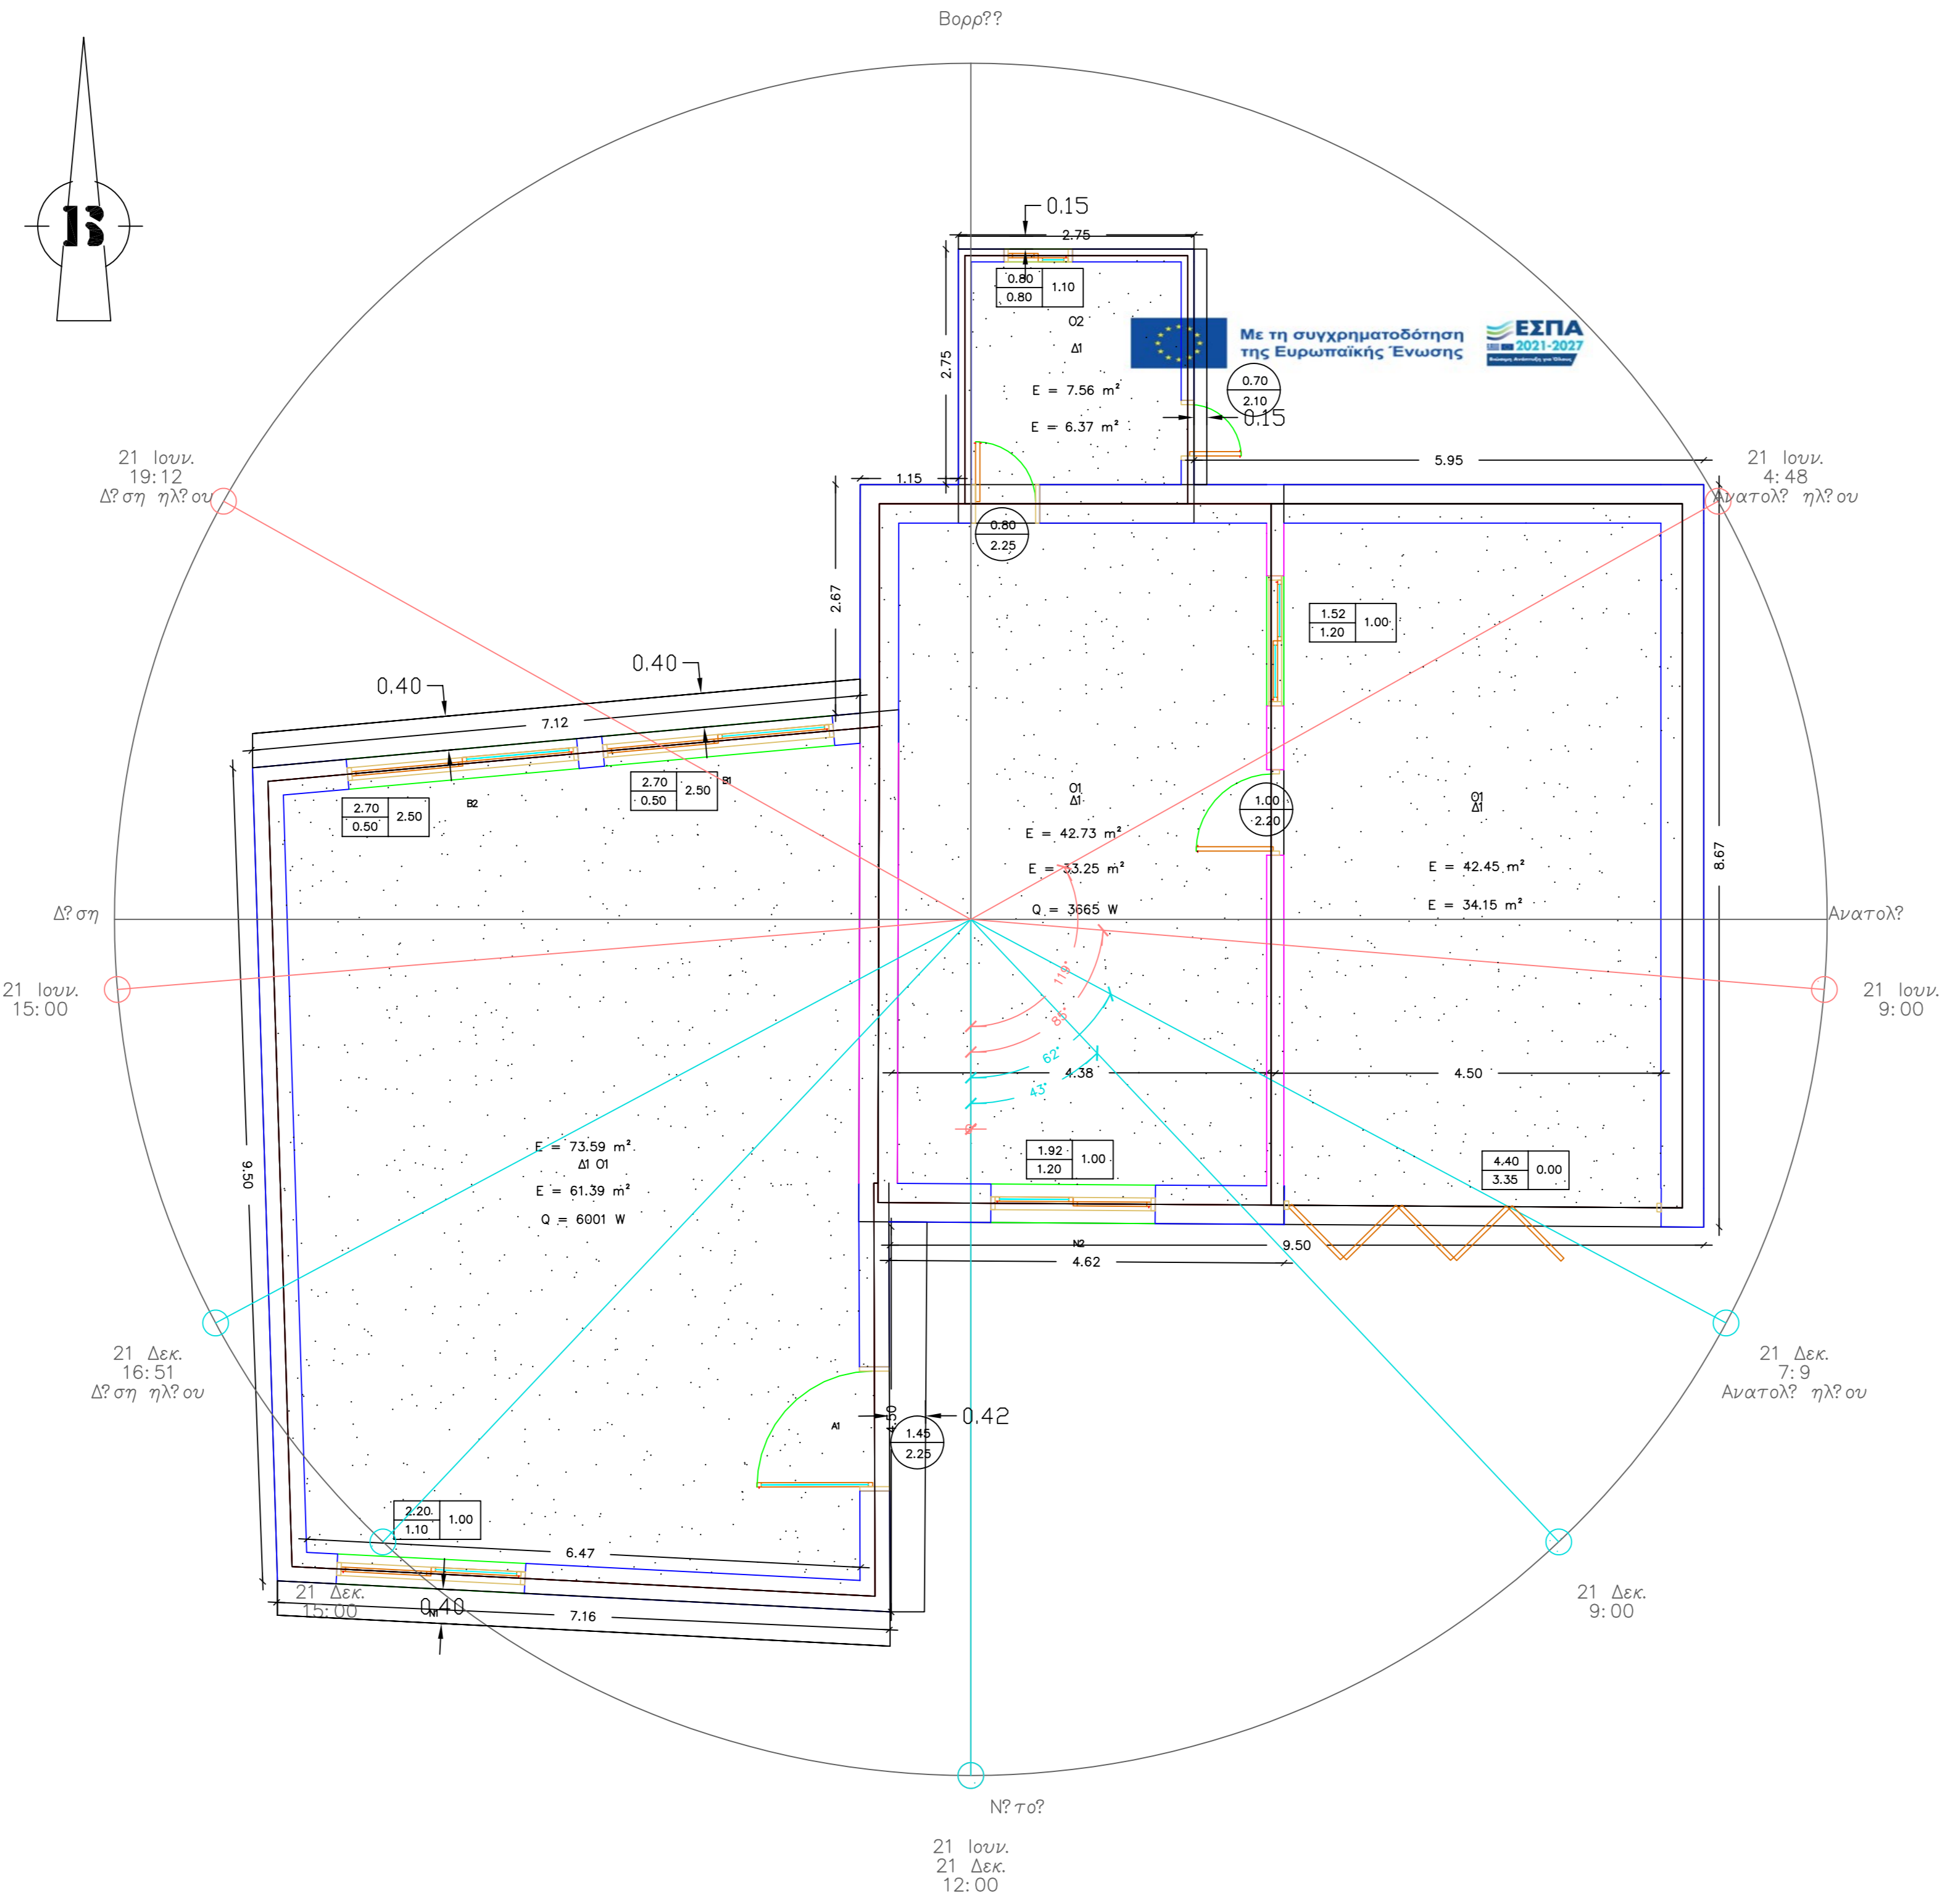 Βορρ??
B
0.15
2.75
0.80
0.80
1.10
O2
Δ1
E = 7.56 m²
E = 6.37 m²
2.75
Με τη συγχρηματοδότηση
της Ευρωπαϊκής Ένωσης
ΕΣΠΑ
2021-2027
0.70
2.10
0.15
5.95
1.15
21 Ιουν.
19:12
Δ?ση ηλ?ου
21 Ιουν.
4:48
Ανατολ? ηλ?ου
0.80
2.25
2.67
1.52
1.20
1.00
0.40
0.40
7.12
2.70
0.50
2.50
B2
2.70
0.50
2.50
B1
O1
Δ1
E = 42.73 m²
E = 33.25 m²
Q = 3665 W
1.00
2.20
O1
Δ1
E = 42.45 m²
E = 34.15 m²
8.67
Δ?ση
Ανατολ?
21 Ιουν.
15:00
21 Ιουν.
9:00
119°
85°
62°
43°
4.38
4.50
9.50
E = 73.59 m²
Δ1 O1
E = 61.39 m²
Q = 6001 W
1.92
1.20
1.00
4.40
3.35
0.00
N2
9.50
4.62
21 Δεκ.
16:51
Δ?ση ηλ?ου
21 Δεκ.
7:9
Ανατολ? ηλ?ου
A1
4.50
0.42
1.45
2.25
2.20
1.10
1.00
6.47
21 Δεκ.
15:00
N1
0.40
7.16
21 Δεκ.
9:00
Ν?το?
21 Ιουν.
21 Δεκ.
12:00